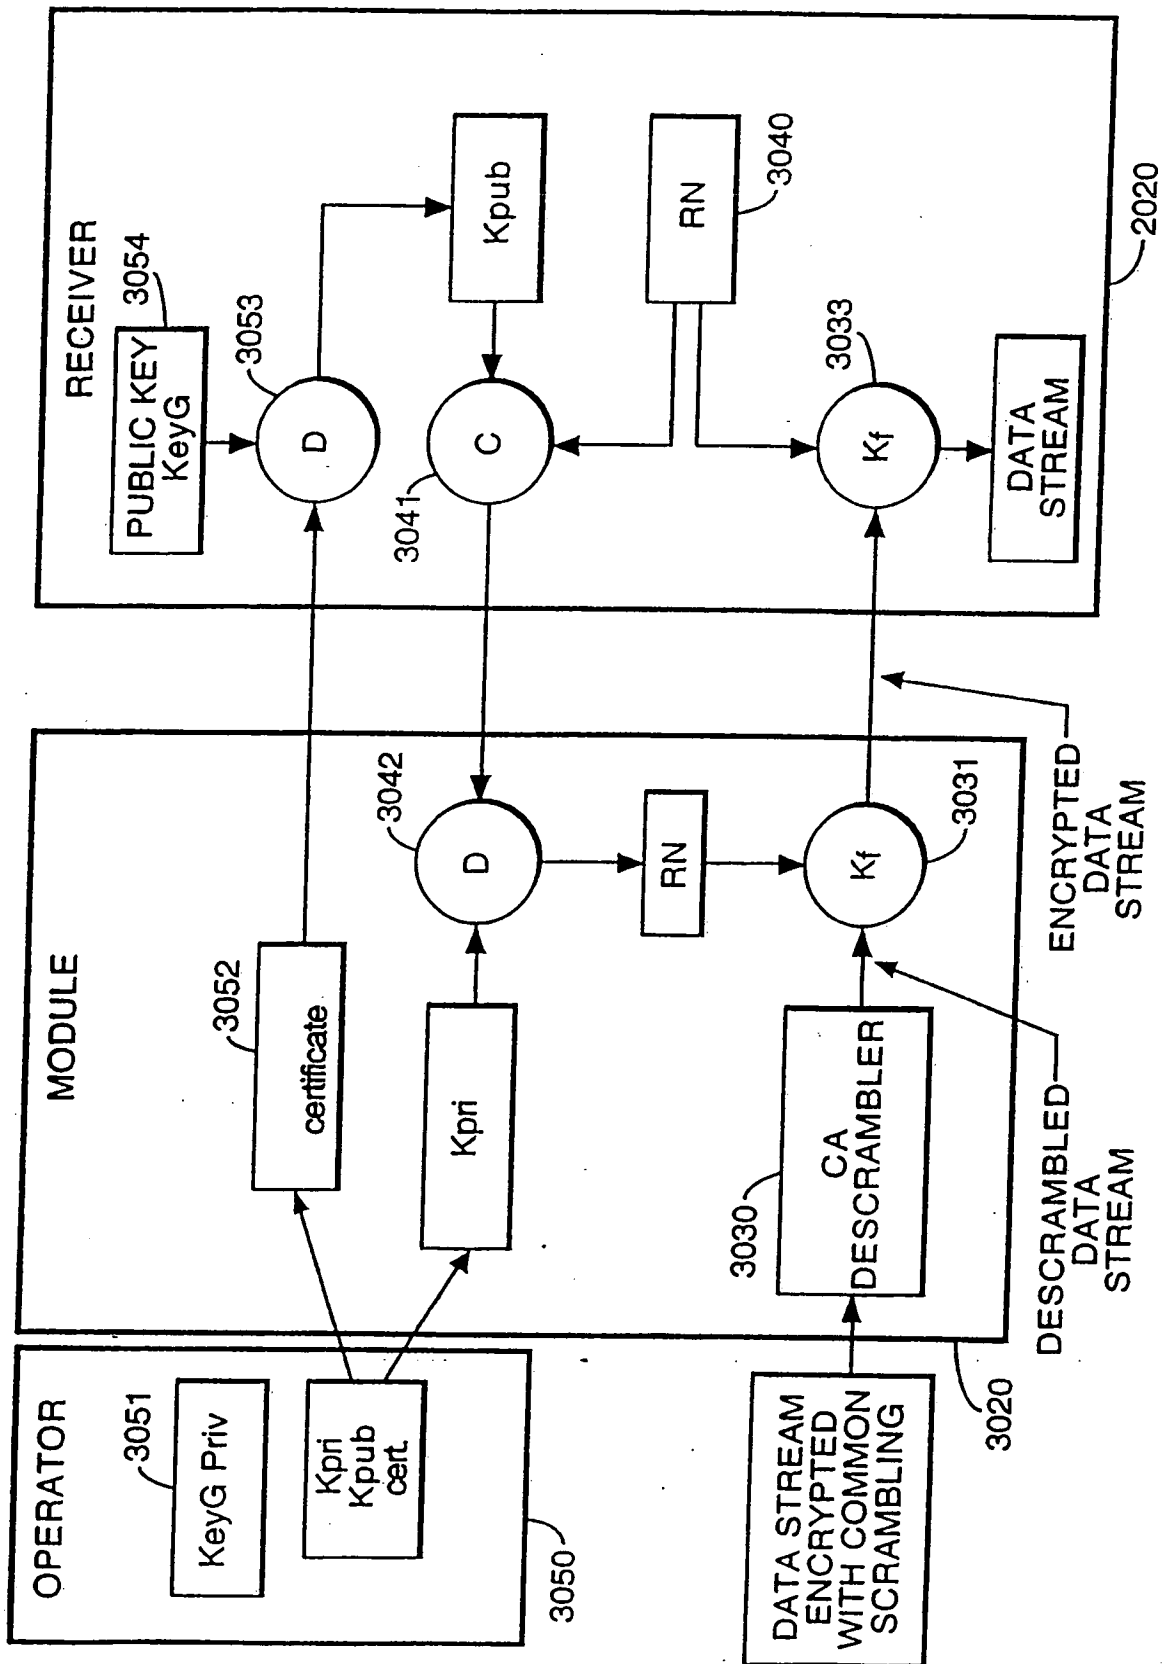 OPERATOR
3051
KeyG Priv
Kpri
Kpub
cert.
3050
DATA STREAM
ENCRYPTED
WITH COMMON
SCRAMBLING
MODULE
3052
certificate
Kpri
3042
D
RN
3030
CA
DESCRAMBLER
Kf
3031
3020
DESCRAMBLED
DATA
STREAM
ENCRYPTED
DATA
STREAM
RECEIVER
3054
PUBLIC KEY
KeyG
3053
D
Kpub
3041
C
RN
3040
3033
Kf
DATA
STREAM
2020